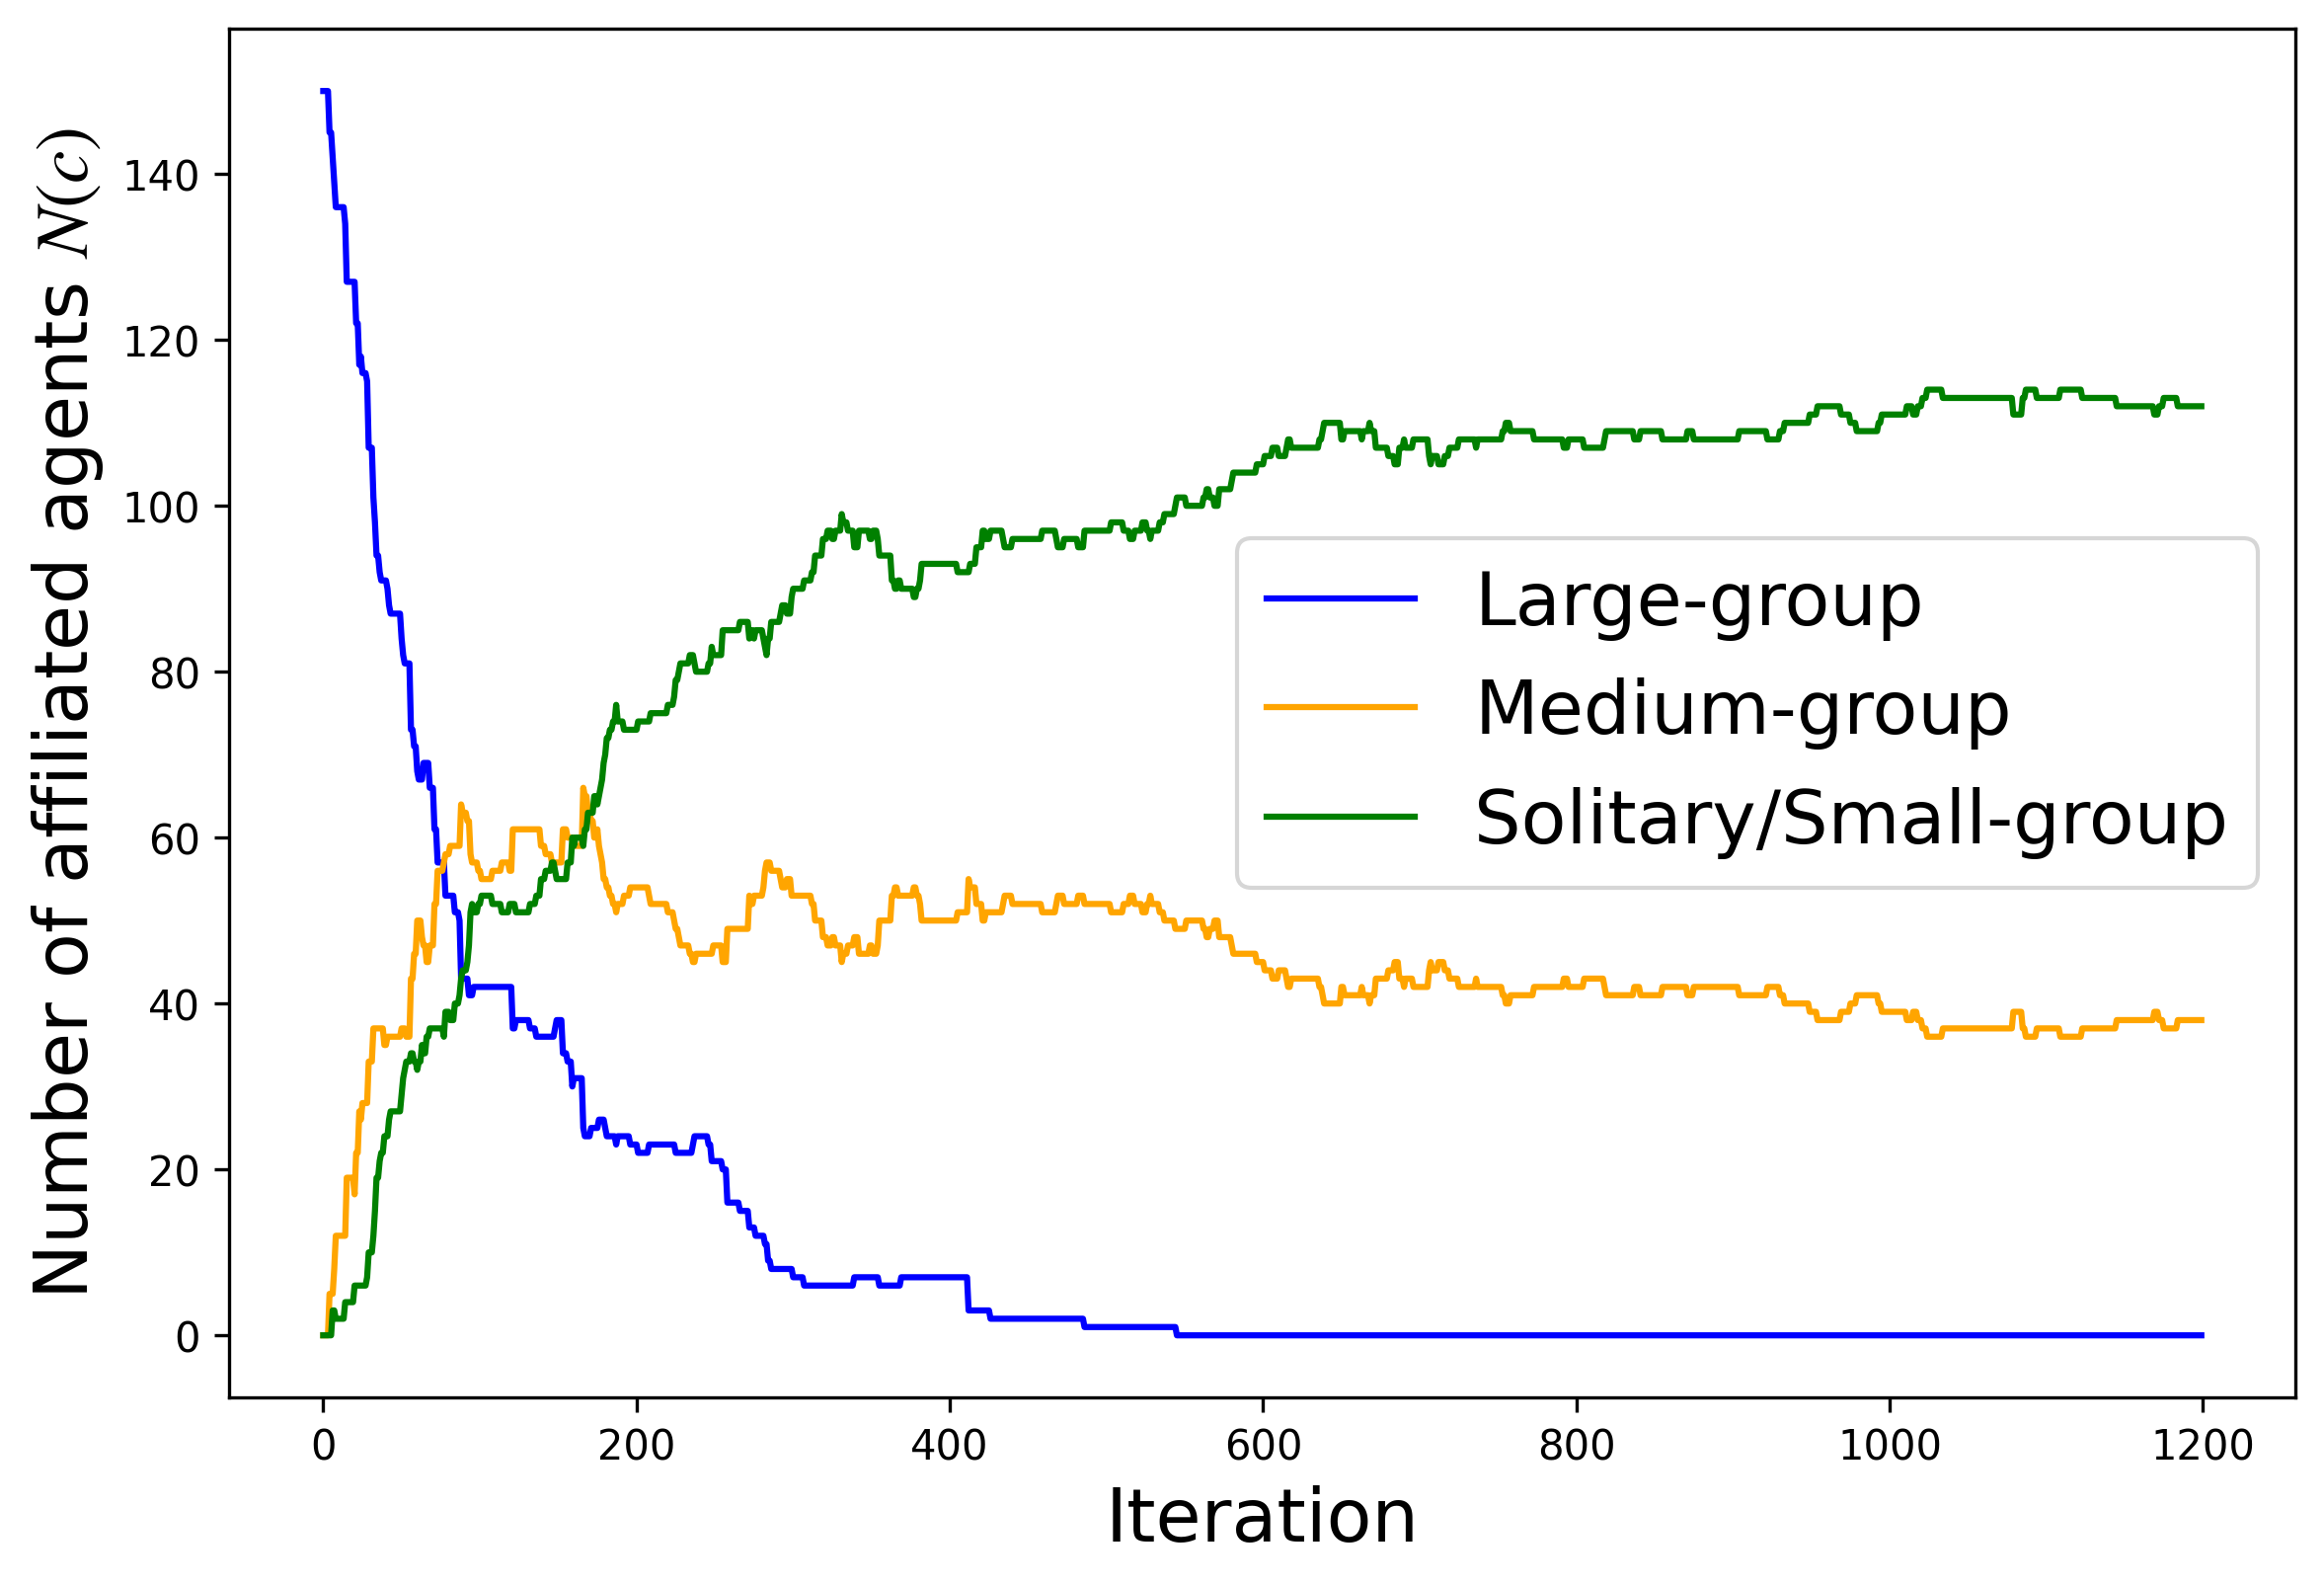 Number of affiliated agents N(c)
140
120
100
80
60
40
20
0
Large-group
Medium-group
Solitary/Small-group
0 200 400 600 800 1000 1200
Iteration